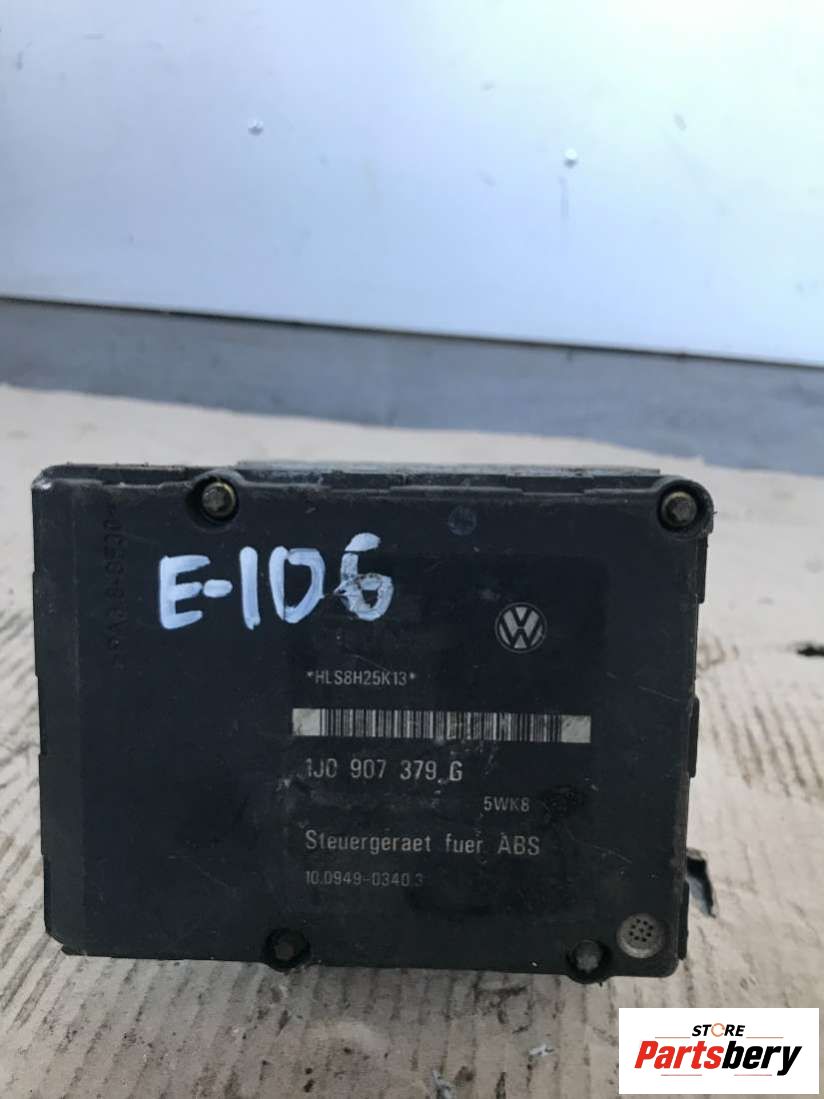 E-106
*HLS8H25K13*
1J0 907 379 G
5WK8
Steuergeraet fuer ABS
10.0949-0340.3
STORE
Partsbery